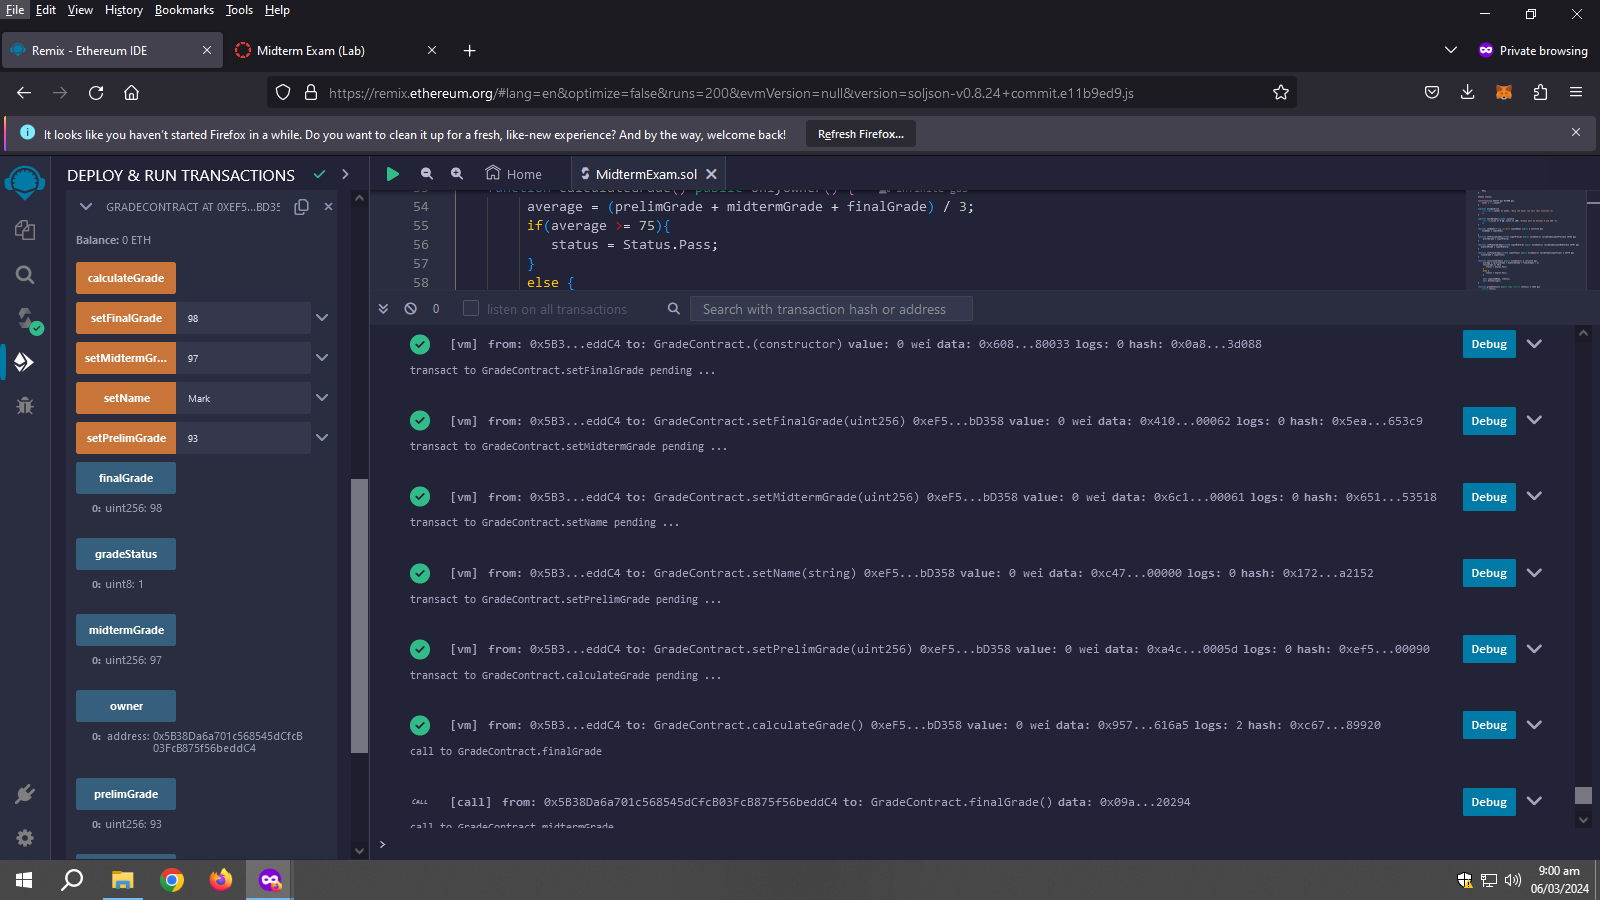 File Edit View History Bookmarks Tools Help
Remix - Ethereum IDE
Midterm Exam (Lab)
Private browsing
https://remix.ethereum.org/#lang=en&optimize=false&runs=200&evmVersion=null&version=soljson-v0.8.24+commit.e11b9ed9.js
It looks like you haven't started Firefox in a while. Do you want to clean it up for a fresh, like-new experience? And by the way, welcome back!
Refresh Firefox...
DEPLOY & RUN TRANSACTIONS
GRADECONTRACT AT 0XEF5...BD35
Balance: 0 ETH
calculateGrade
setFinalGrade 98
setMidtermGr... 97
setName Mark
setPrelimGrade 93
finalGrade
0: uint256: 98
gradeStatus
0: uint8: 1
midtermGrade
0: uint256: 97
owner
0: address: 0x5B38Da6a701c568545dCfcB
03FcB875f56beddC4
prelimGrade
0: uint256: 93
Home
MidtermExam.sol
54 average = (prelimGrade + midtermGrade + finalGrade) / 3;
55 if(average >= 75){
56 status = Status.Pass;
57 }
58 else {
0
listen on all transactions
Search with transaction hash or address
[vm] from: 0x5B3...eddC4 to: GradeContract.(constructor) value: 0 wei data: 0x608...80033 logs: 0 hash: 0x0a8...3d088
Debug
transact to GradeContract.setFinalGrade pending ...
[vm] from: 0x5B3...eddC4 to: GradeContract.setFinalGrade(uint256) 0xeF5...bD358 value: 0 wei data: 0x410...00062 logs: 0 hash: 0x5ea...653c9
Debug
transact to GradeContract.setMidtermGrade pending ...
[vm] from: 0x5B3...eddC4 to: GradeContract.setMidtermGrade(uint256) 0xeF5...bD358 value: 0 wei data: 0x6c1...00061 logs: 0 hash: 0x651...53518
Debug
transact to GradeContract.setName pending ...
[vm] from: 0x5B3...eddC4 to: GradeContract.setName(string) 0xeF5...bD358 value: 0 wei data: 0xc47...00000 logs: 0 hash: 0x172...a2152
Debug
transact to GradeContract.setPrelimGrade pending ...
[vm] from: 0x5B3...eddC4 to: GradeContract.setPrelimGrade(uint256) 0xeF5...bD358 value: 0 wei data: 0xa4c...0005d logs: 0 hash: 0xef5...00090
Debug
transact to GradeContract.calculateGrade pending ...
[vm] from: 0x5B3...eddC4 to: GradeContract.calculateGrade() 0xeF5...bD358 value: 0 wei data: 0x957...616a5 logs: 2 hash: 0xc67...89920
Debug
call to GradeContract.finalGrade
CALL [call] from: 0x5B38Da6a701c568545dCfcB03FcB875f56beddC4 to: GradeContract.finalGrade() data: 0x09a...20294
Debug
call to GradeContract.midtermGrade
>
9:00 am
06/03/2024